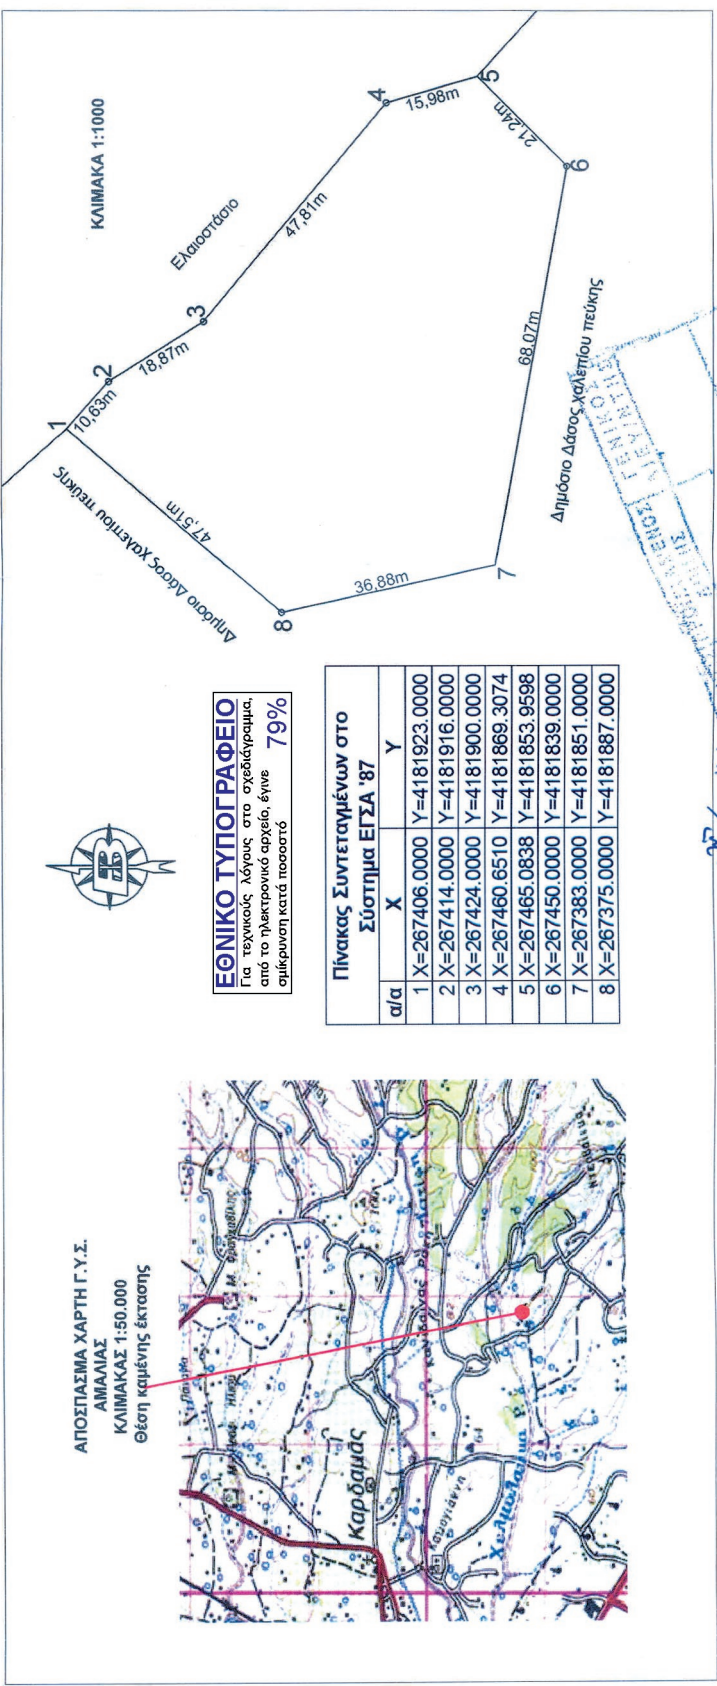 ΑΠΟΣΠΑΣΜΑ ΧΑΡΤΗ Γ.Υ.Σ.
ΑΜΑΛΙΑΣ
ΚΛΙΜΑΚΑΣ 1:50.000
Θέση καμένης έκτασης
Καρδαμάς
ΕΘΝΙΚΟ ΤΥΠΟΓΡΑΦΕΙΟ
Για τεχνικούς λόγους στο σχεδιάγραμμα,
από το ηλεκτρονικό αρχείο, έγινε
σμίκρυνση κατά ποσοστό 79%
Πίνακας Συντεταγμένων στο
Σύστημα ΕΓΣΑ '87
α/α X Y
1 X=267406.0000 Y=4181923.0000
2 X=267414.0000 Y=4181916.0000
3 X=267424.0000 Y=4181900.0000
4 X=267460.6510 Y=4181869.3074
5 X=267465.0838 Y=4181853.9598
6 X=267450.0000 Y=4181839.0000
7 X=267383.0000 Y=4181851.0000
8 X=267375.0000 Y=4181887.0000
ΚΛΙΜΑΚΑ 1:1000
Ελαιοστάσιο
Δημόσιο Δάσος Χαλεπίου πεύκης
Δημόσιο Δάσος Χαλεπίου πεύκης
1
10,63m
2
18,87m
3
47,81m
4
15,98m
5
21,24m
6
68,07m
7
36,88m
8
47,51m
ΓΕΝΙΚΟΣ